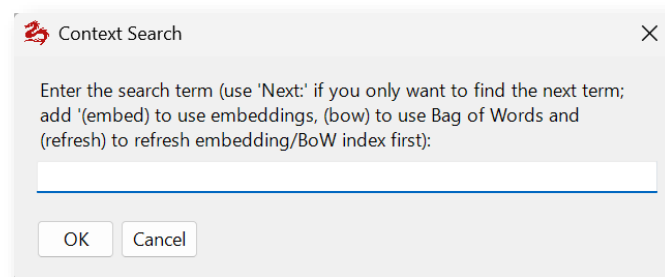 Context Search
Enter the search term (use 'Next:' if you only want to find the next term;
add '(embed) to use embeddings, (bow) to use Bag of Words and
(refresh) to refresh embedding/BoW index first):
OK Cancel